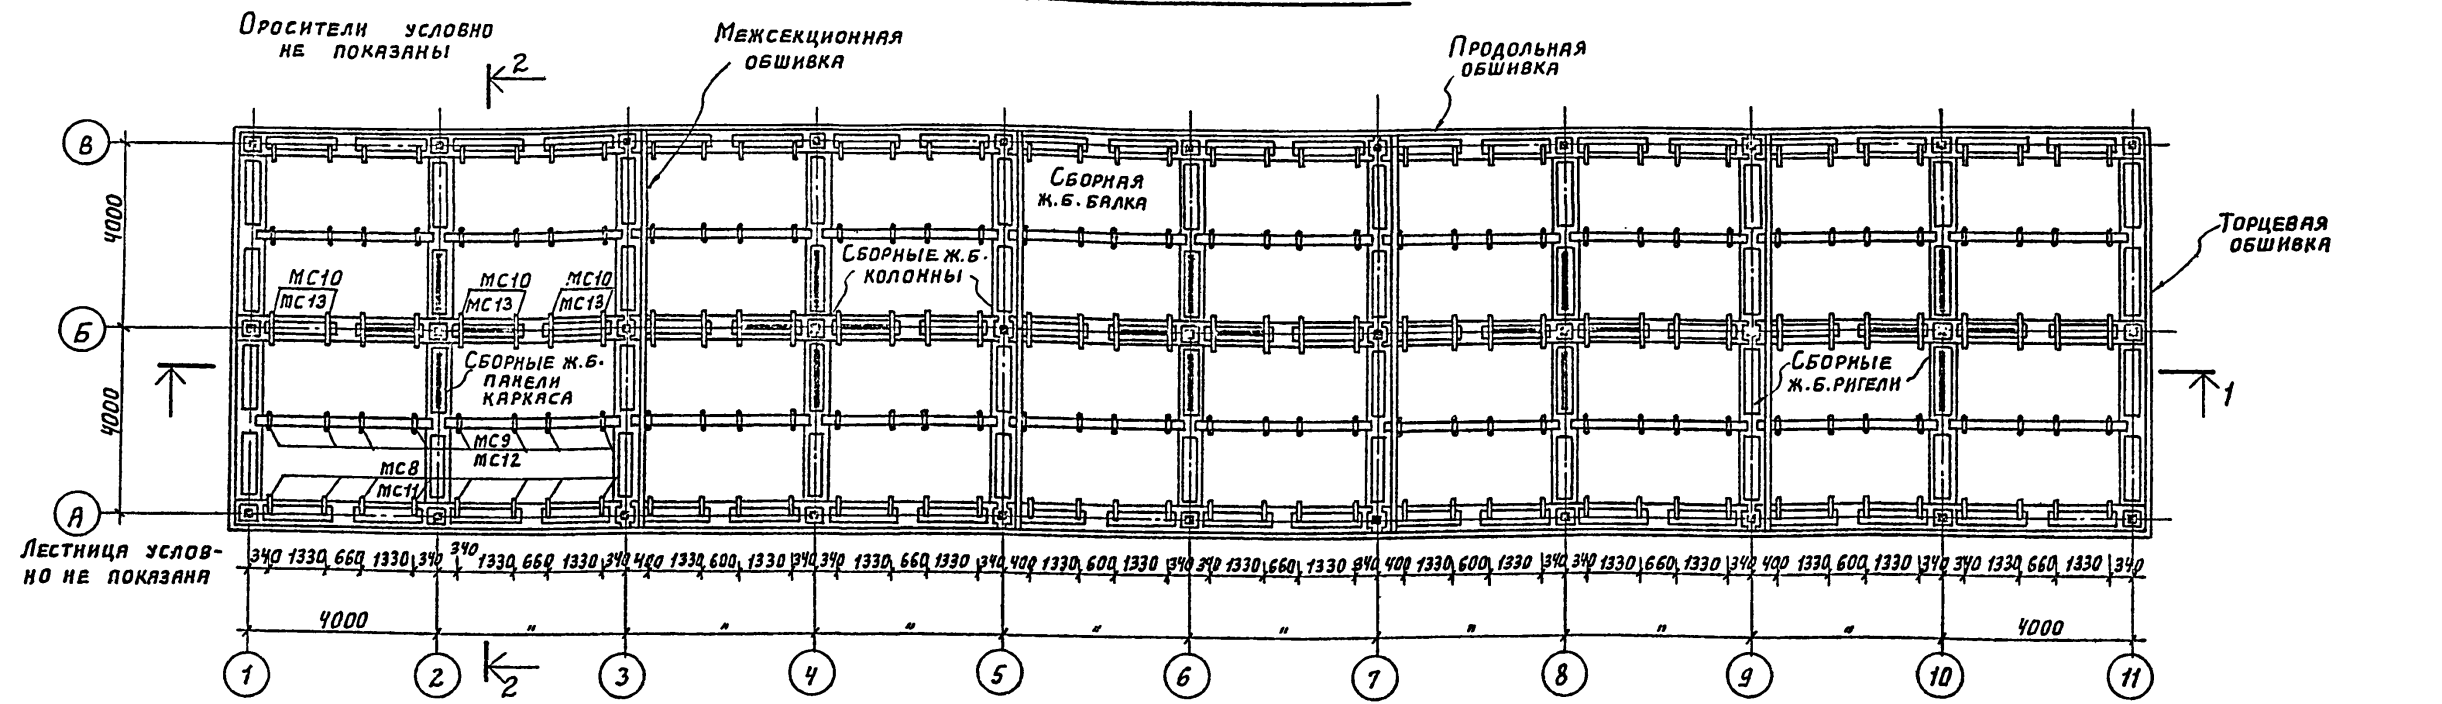 Оросители условно
не показаны
2
Межсекционная
обшивка
Продольная
обшивка
В
4000
Сборная
ж.б. балка
Торцевая
обшивка
Сборные ж.б.
колонны
МС10
МС13
МС10
МС13
МС10
МС13
Б
Сборные ж.б.
панели
каркаса
Сборные
ж.б. ригели
1
4000
МС9
МС12
МС8
МС11
А
Лестница услов-
но не показана
340 1330 660 1330 340 340 1330 660 1330 340 400 1330 600 1330 340 340 1330 660 1330 340 400 1330 600 1330 340 340 1330 660 1330 340 400 1330 600 1330 340 340 1330 660 1330 340 400 1330 600 1330 340 340 1330 660 1330 340
4000 " " " " " " " " 4000
2
1 2 3 4 5 6 7 8 9 10 11